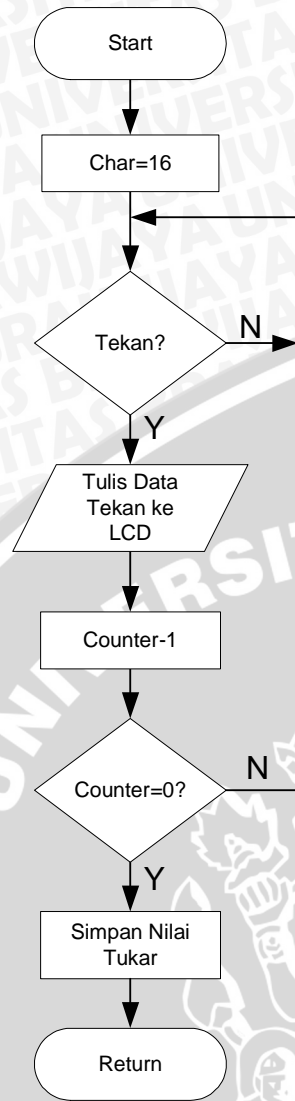 Start
Char=16
Tekan?
N
Y
Tulis Data
Tekan ke
LCD
Counter-1
Counter=0?
N
Y
Simpan Nilai
Tukar
Return